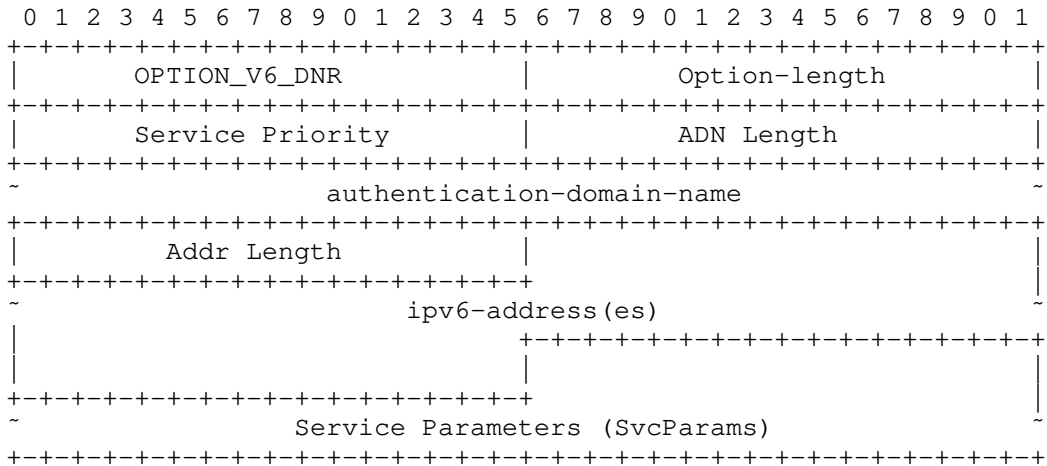 0 1 2 3 4 5 6 7 8 9 0 1 2 3 4 5 6 7 8 9 0 1 2 3 4 5 6 7 8 9 0 1
+-+-+-+-+-+-+-+-+-+-+-+-+-+-+-+-+-+-+-+-+-+-+-+-+-+-+-+-+-+-+-+-+
|       OPTION_V6_DNR           |         Option-length         |
+-+-+-+-+-+-+-+-+-+-+-+-+-+-+-+-+-+-+-+-+-+-+-+-+-+-+-+-+-+-+-+-+
|       Service Priority        |         ADN Length            |
+-+-+-+-+-+-+-+-+-+-+-+-+-+-+-+-+-+-+-+-+-+-+-+-+-+-+-+-+-+-+-+-+
~                   authentication-domain-name                  ~
+-+-+-+-+-+-+-+-+-+-+-+-+-+-+-+-+-+-+-+-+-+-+-+-+-+-+-+-+-+-+-+-+
|         Addr Length           |                               |
+-+-+-+-+-+-+-+-+-+-+-+-+-+-+-+-+                               |
~                        ipv6-address(es)                       ~
|                               +-+-+-+-+-+-+-+-+-+-+-+-+-+-+-+-+
|                               |                               |
+-+-+-+-+-+-+-+-+-+-+-+-+-+-+-+-+                               |
~                 Service Parameters (SvcParams)                ~
+-+-+-+-+-+-+-+-+-+-+-+-+-+-+-+-+-+-+-+-+-+-+-+-+-+-+-+-+-+-+-+-+